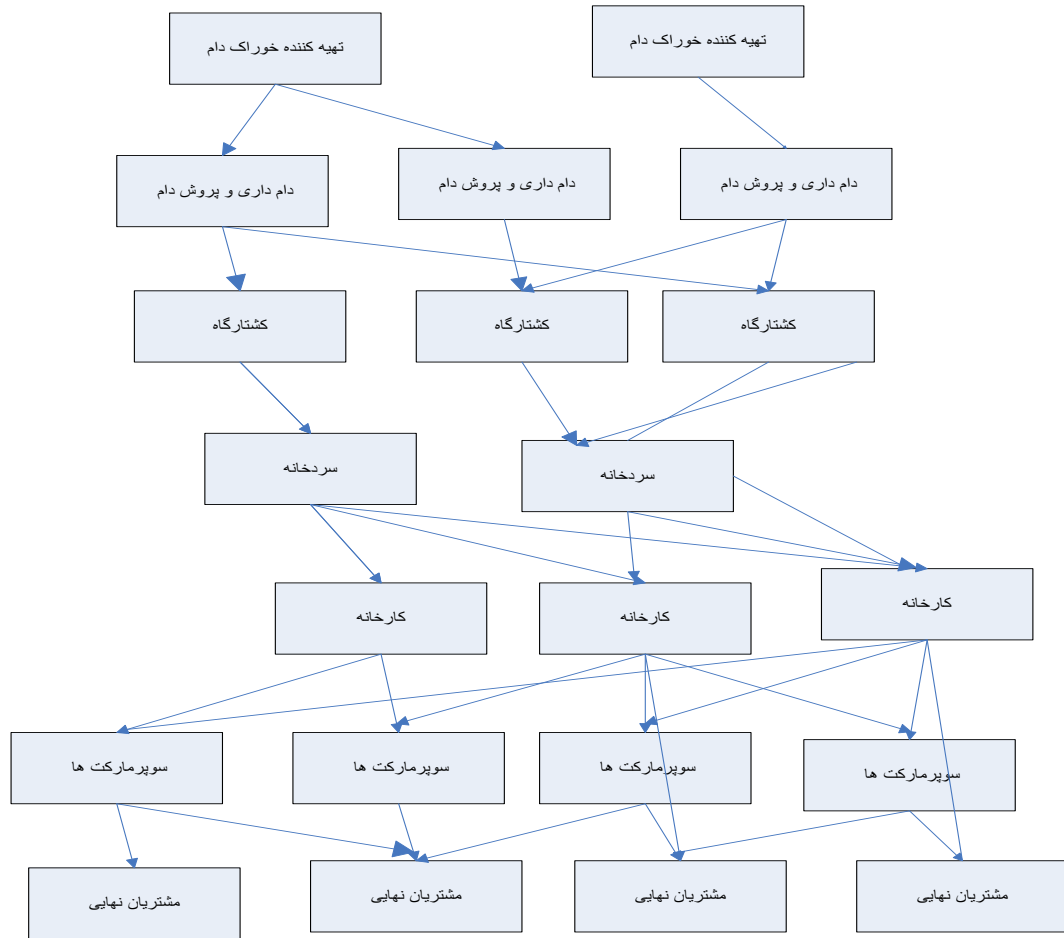 تهیه کننده خوراک دام
تهیه کننده خوراک دام
دام داری و پروش دام
دام داری و پروش دام
دام داری و پروش دام
کشتارگاه
کشتارگاه
کشتارگاه
سردخانه
سردخانه
کارخانه
کارخانه
کارخانه
سوپرمارکت ها
سوپرمارکت ها
سوپرمارکت ها
سوپرمارکت ها
مشتریان نهایی
مشتریان نهایی
مشتریان نهایی
مشتریان نهایی